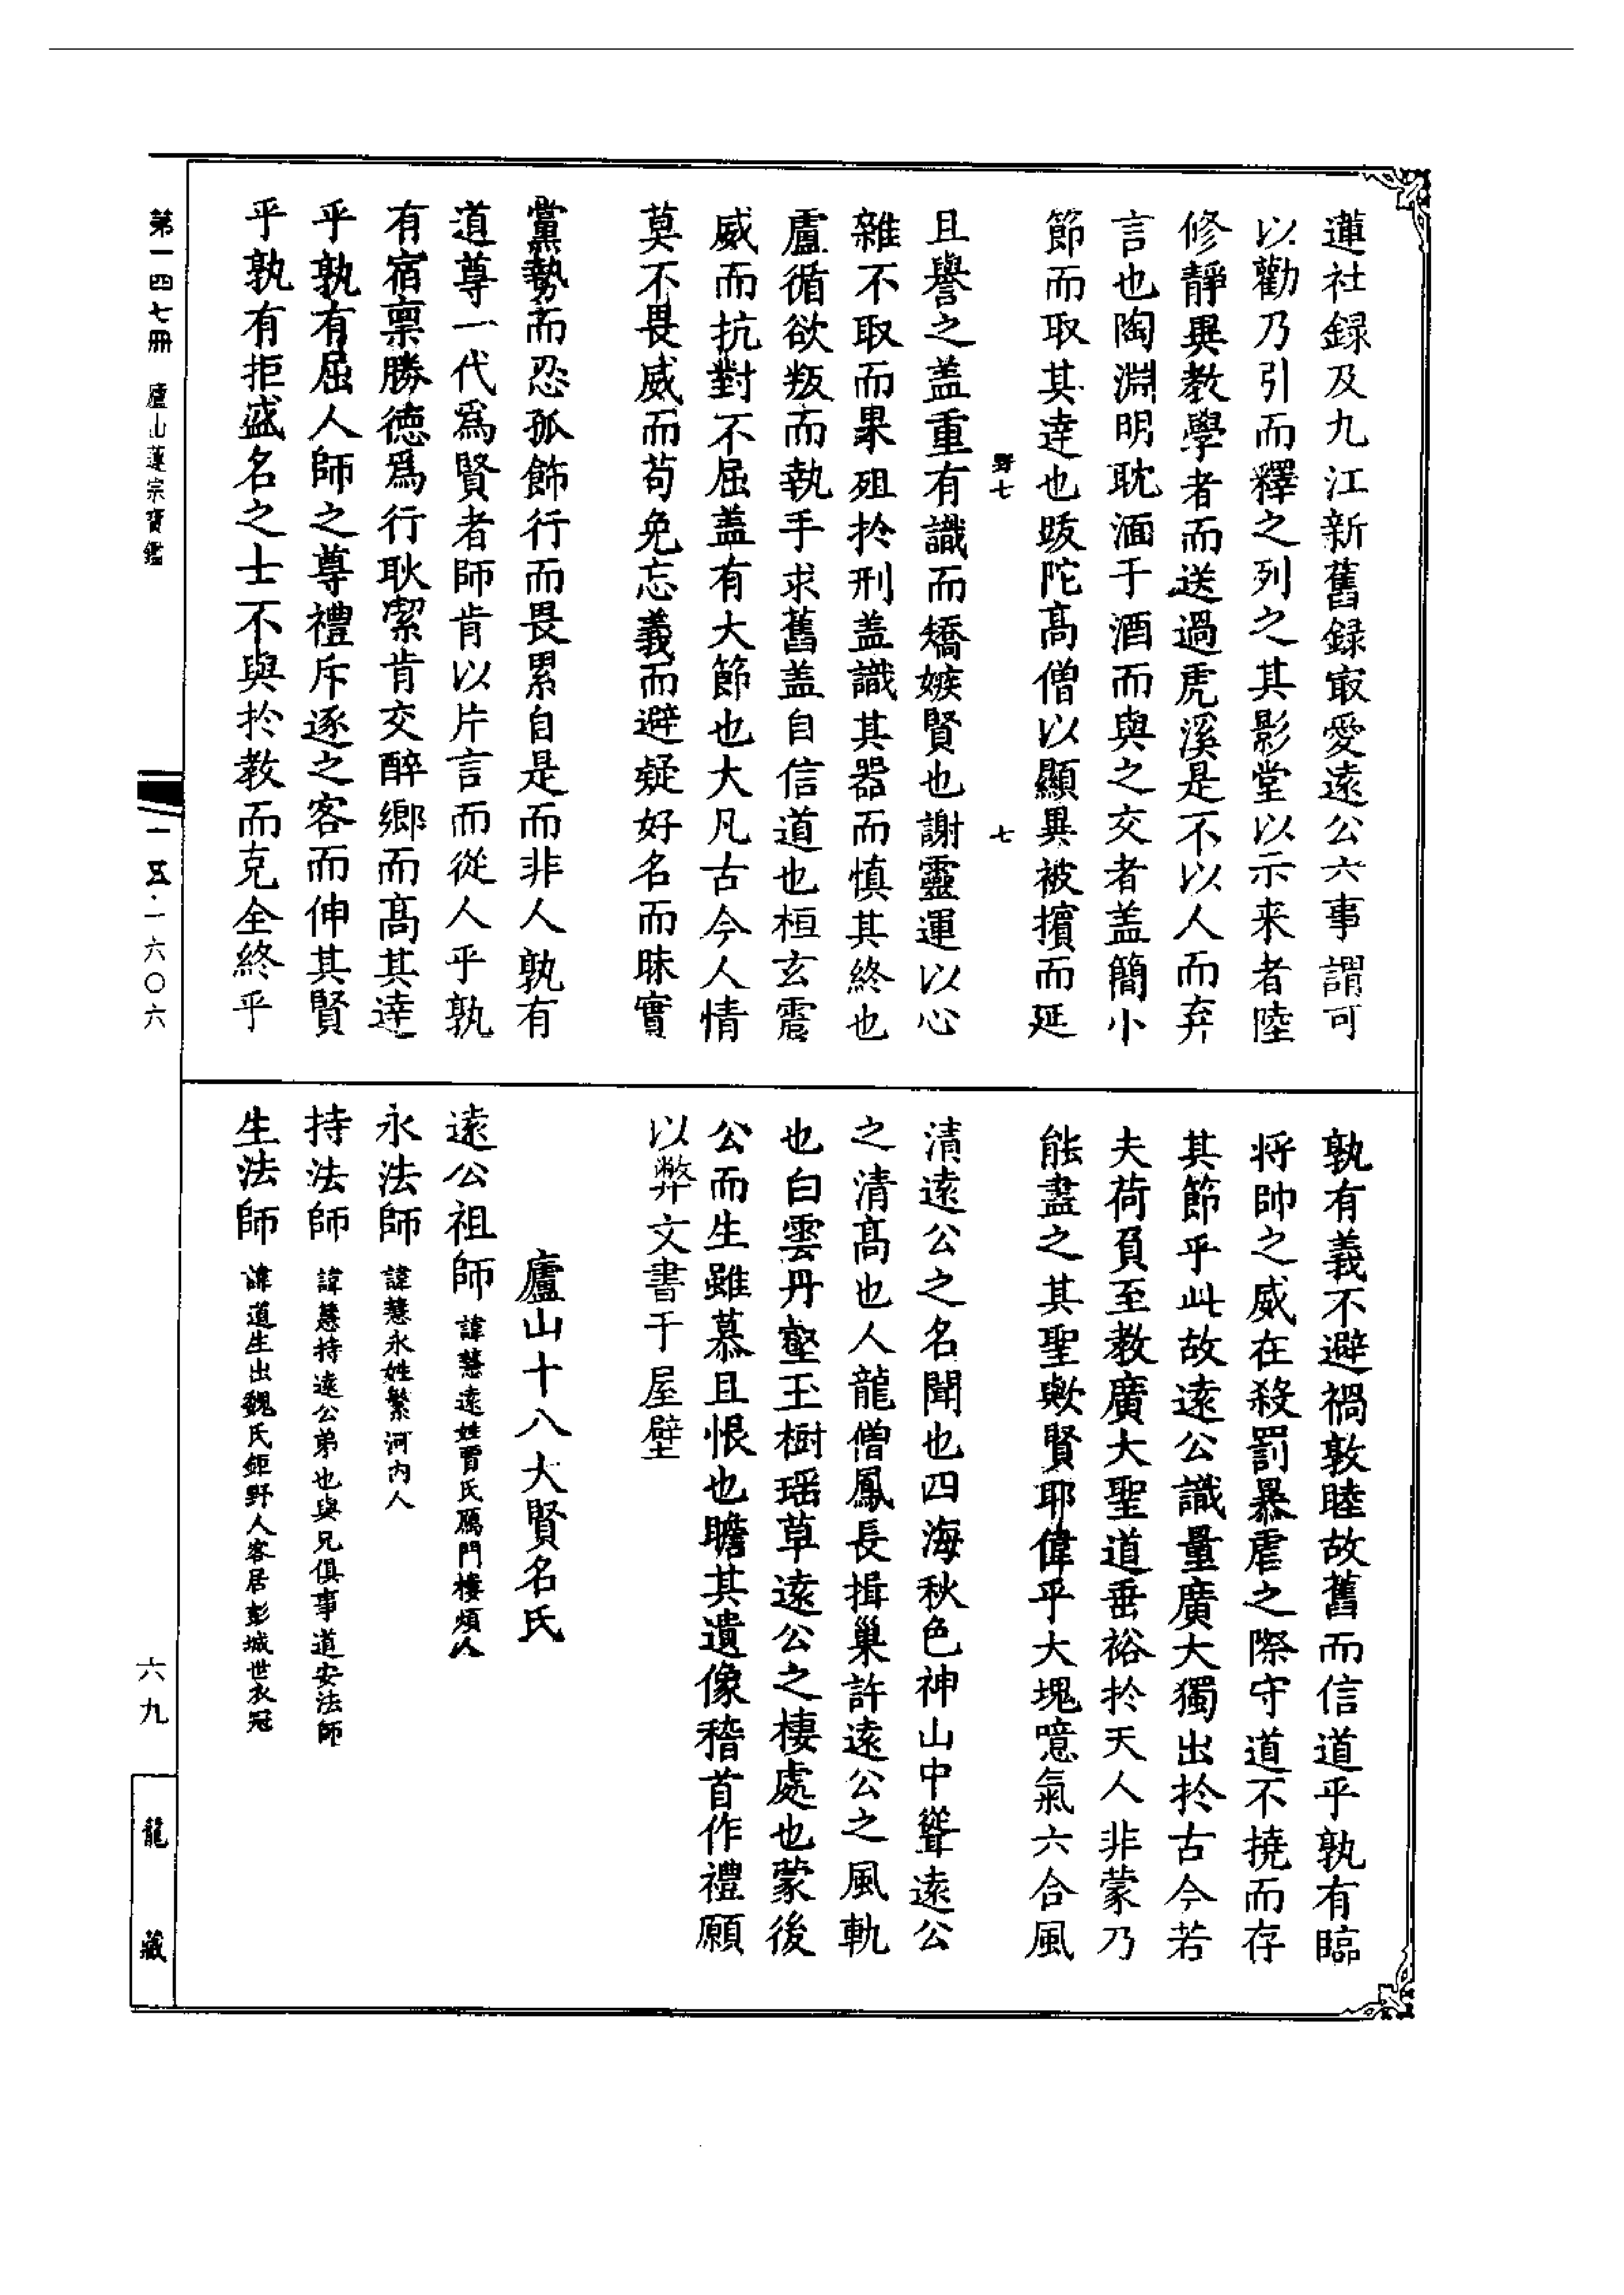 蓮社録及九江新舊録㝡愛遠公六事謂可
以勸乃引而釋之列之其影堂以示来者陸
修靜異教學者而送過虎溪是不以人而弃
言也陶淵明耽湎于酒而與之交者盖簡小
節而取其達也跋陀髙僧以顯異被擯而延
野七 七
且譽之盖重有識而矯嫉賢也謝靈運以心
雜不取而果殂扵刑盖識其器而慎其終也
盧循欲叛而執手求舊盖自信道也桓玄震
威而抗對不屈盖有大節也大凡古今人情
莫不畏威而苟免忘義而避疑好名而昧實
黨勢而忍孤飾行而畏累自是而非人孰有
道尊一代爲賢者師肯以片言而從人乎孰
有宿禀勝徳爲行耿潔肯交醉鄉而髙其達
乎孰有屈人師之尊禮斥逐之客而伸其賢
乎孰有拒盛名之士不與扵教而克全終乎
孰有義不避禍敦睦故舊而信道乎孰有臨
将帥之威在殺罰暴虐之際守道不撓而存
其節乎此故遠公識量廣大獨出扵古今若
夫荷負至教廣大聖道垂裕扵天人非蒙乃
能盡之其聖歟賢耶偉乎大塊噫氣六合風
清遠公之名聞也四海秋色神山中聳遠公
之清髙也人龍僧鳳長揖巢許遠公之風軌
也白雲丹壑玉樹瑶草遠公之棲處也蒙後
公而生雖慕且恨也瞻其遺像稽首作禮願
以弊文書于屋壁
廬山十八大賢名氏
遠公祖師 諱慧遠姓賈氏鴈門樓煩人
永法師 諱慧永姓繁河内人
持法師 諱慧持遠公弟也與兄俱事道安法師
生法師 諱道生出魏氏鉅野人客居彭城世衣冠
第一四七冊 廬山蓮宗寶鑑
一五·一六〇六
六九
龍藏